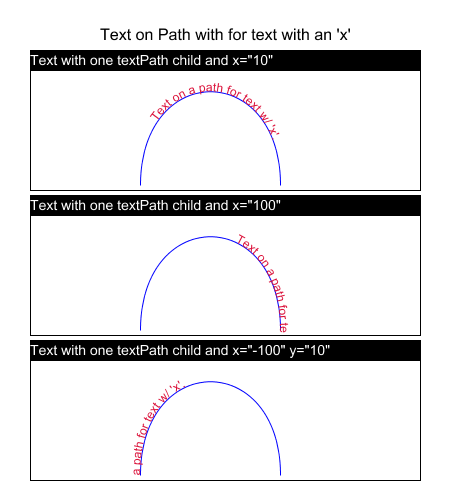 Text on Path with for text with an 'x'
Text with one textPath child and x="10"
Text on a path for text w/ 'x'
Text with one textPath child and x="100"
Text on a path for te
Text with one textPath child and x="-100" y="10"
a path for text w/ 'x'.